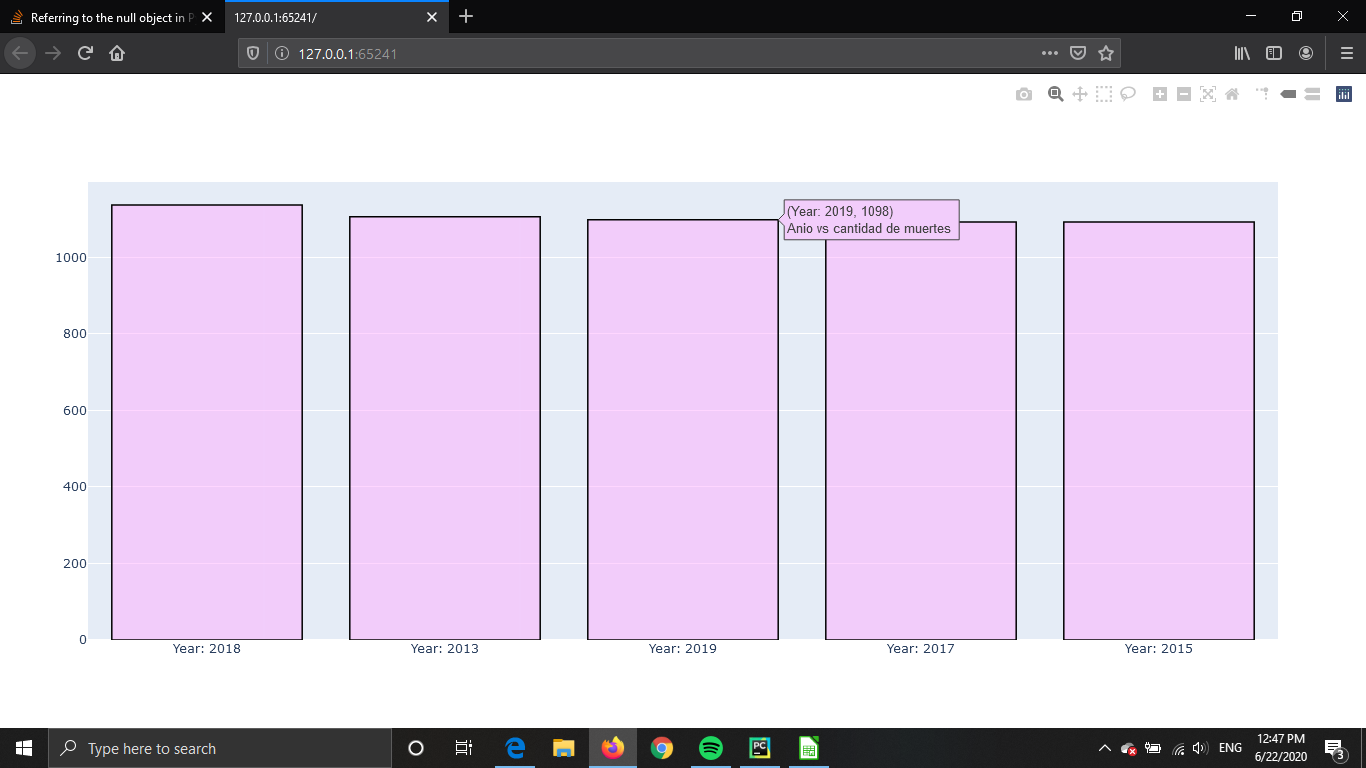 Referring to the null object in P
127.0.0.1:65241/
127.0.0.1:65241
(Year: 2019, 1098)
Anio vs cantidad de muertes
1000
800
600
400
200
0
Year: 2018
Year: 2013
Year: 2019
Year: 2017
Year: 2015
Type here to search
PC
ENG
12:47 PM
6/22/2020
3